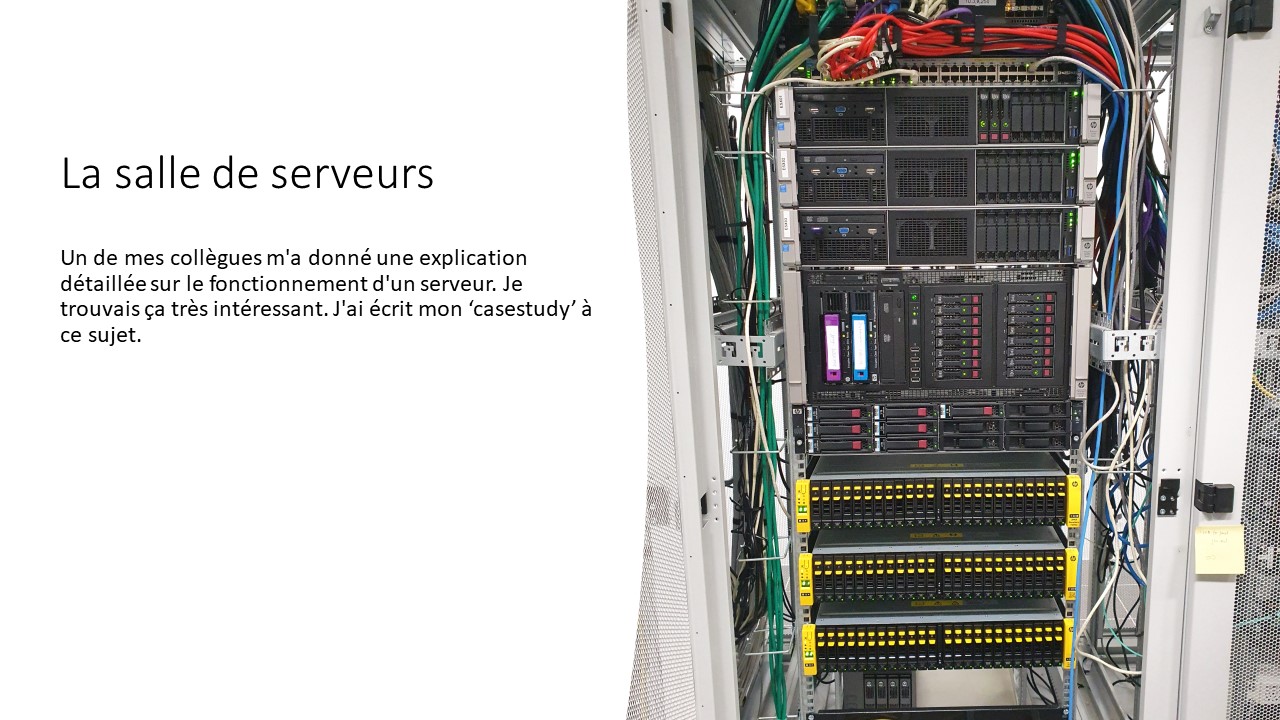 La salle de serveurs
Un de mes collègues m'a donné une explication
détaillée sur le fonctionnement d'un serveur. Je
trouvais ça très intéressant. J'ai écrit mon ‘casestudy’ à
ce sujet.